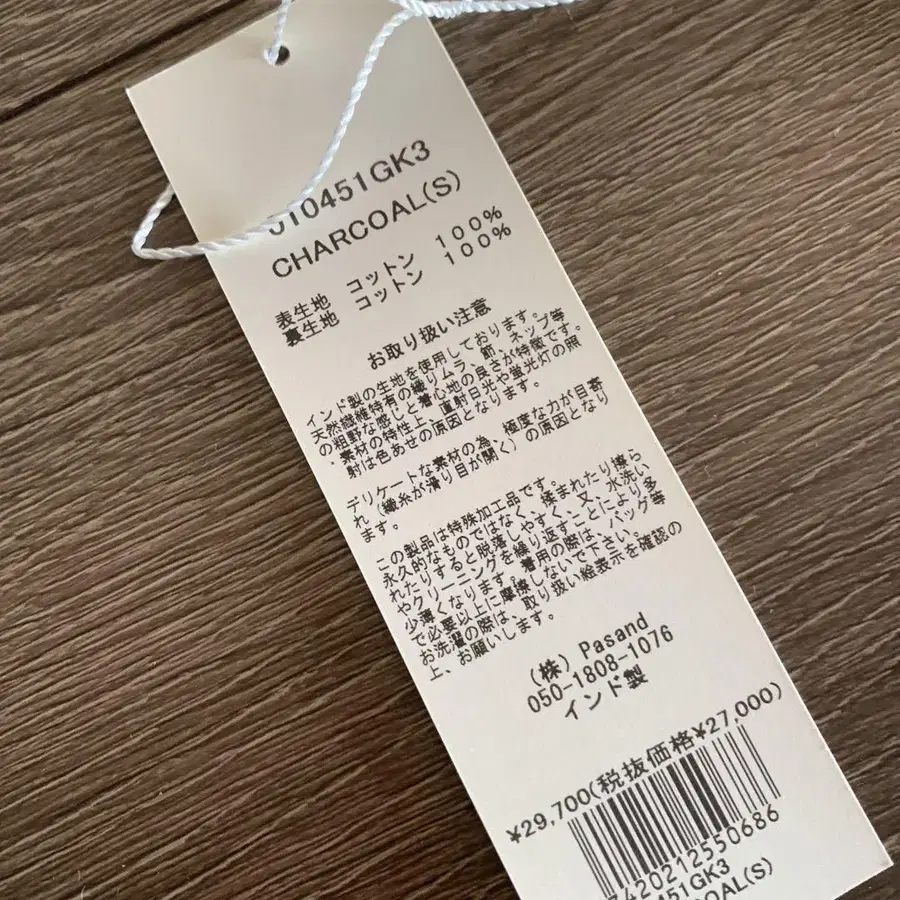 010451GK3
CHARCOAL(S)
表生地 コットン 100%
裏生地 コットン 100%
お取り扱い注意
インド製の生地を使用しております。
天然繊維特有の織りムラ、節、ネップ等
の粗野な感じと着心地の良さが特徴です。
・素材の特性上、直射日光や蛍光灯の照
射は色あせの原因となります。
デリケートな素材の為、極度な力が目寄
れ（織糸が滑り目が開く）の原因となり
ます。
この製品は特殊加工品です。
永久的なものではなく、揉まれたり擦ら
れたりすると脱落しやすく、又、水洗い
やクリーニングを繰り返すことにより多
少薄くなります。着用の際は、バッグ等
で必要以上に摩擦しないで下さい。
お洗濯の際は、取り扱い絵表示を確認の
上、お願いします。
（株）Pasand
050-1808-1076
インド製
¥29,700(税抜価格¥27,000)
7420212550686
451GK3
COAL(S)